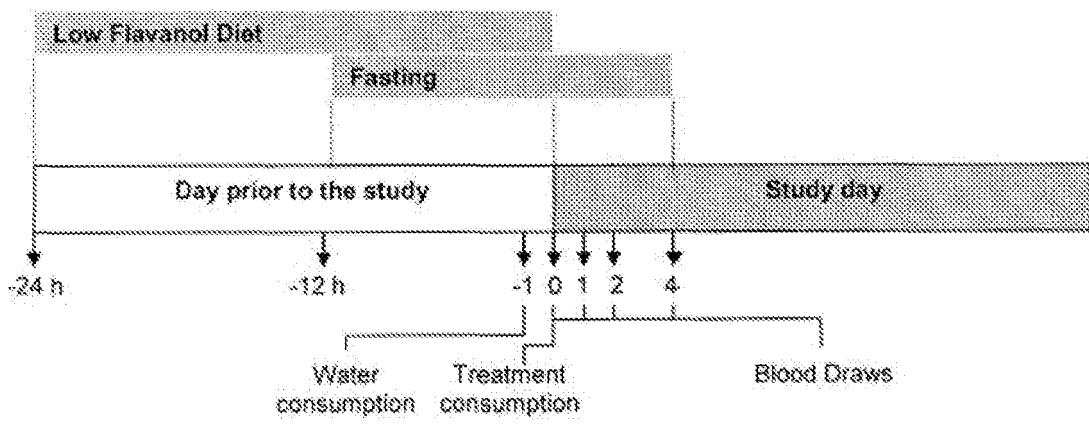 Low Flavanol Diet
Fasting
Day prior to the study
Study day
-24 h
-12 h
-1
0
1
2
4
Water
consumption
Treatment
consumption
Blood Draws